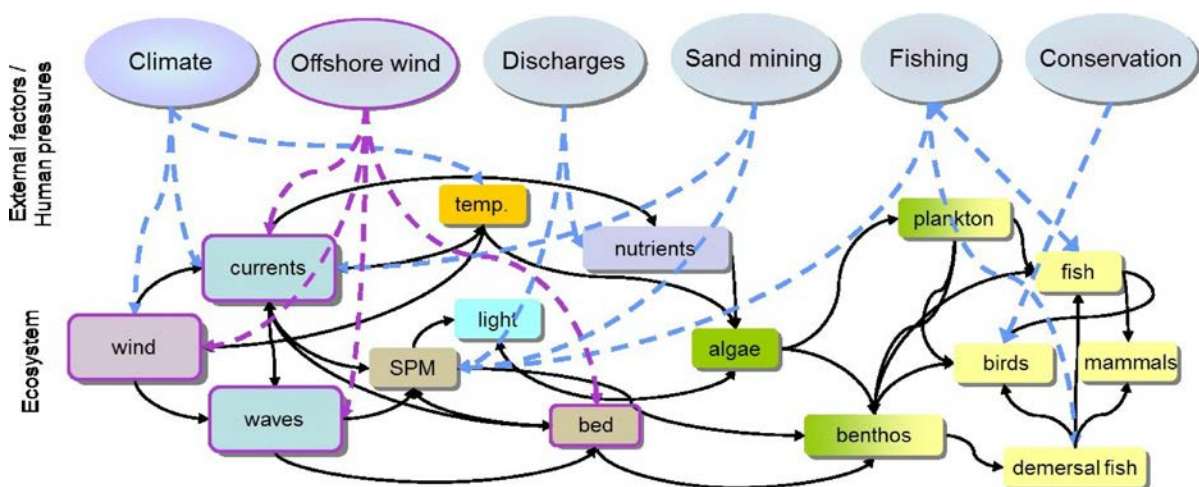 External factors /
Human pressures
Ecosystem
Climate
Offshore wind
Discharges
Sand mining
Fishing
Conservation
temp.
plankton
nutrients
currents
fish
light
wind
algae
SPM
birds
mammals
waves
bed
benthos
demersal fish